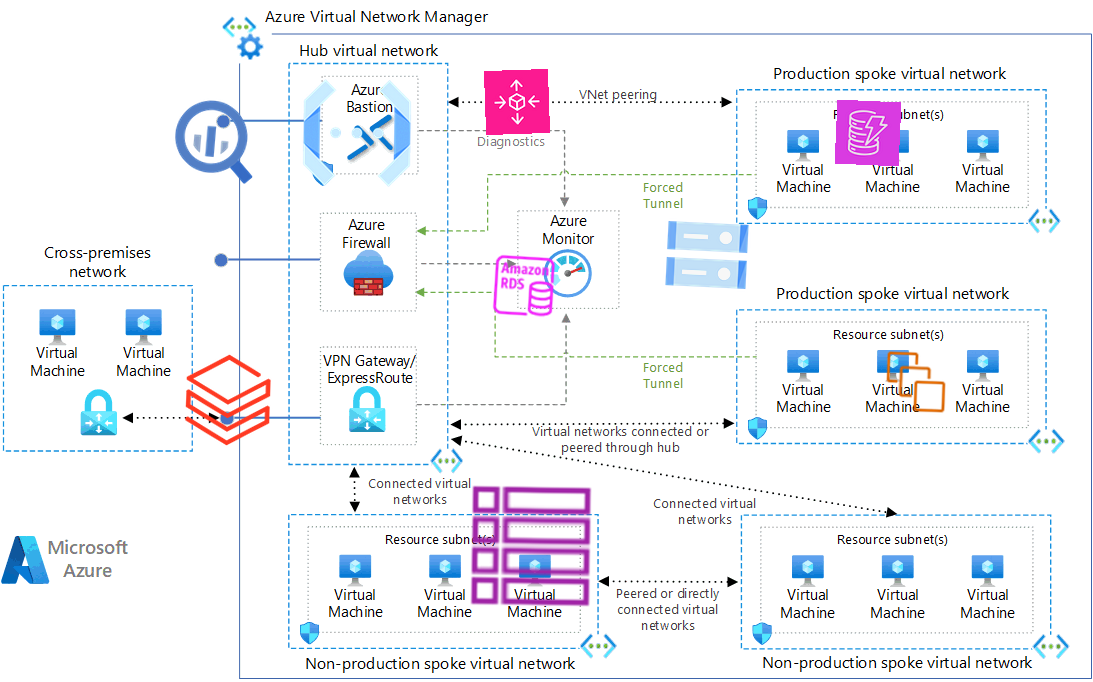 Azure Virtual Network Manager
Hub virtual network
Azure
Bastion
VNet peering
Diagnostics
Production spoke virtual network
subnet(s)
Virtual
Machine
Virtual
Machine
Virtual
Machine
Forced
Tunnel
Azure
Firewall
Azure
Monitor
Amazon
RDS
Cross-premises
network
Virtual
Machine
Virtual
Machine
Production spoke virtual network
Resource subnet(s)
Virtual
Machine
Virtual
Machine
Virtual
Machine
Forced
Tunnel
VPN Gateway/
ExpressRoute
Virtual networks connected or
peered through hub
Connected virtual
networks
Connected virtual
networks
Resource subnet(s)
Virtual
Machine
Virtual
Machine
Virtual
Machine
Non-production spoke virtual network
Peered or directly
connected virtual
networks
Resource subnet(s)
Virtual
Machine
Virtual
Machine
Virtual
Machine
Non-production spoke virtual network
Microsoft
Azure